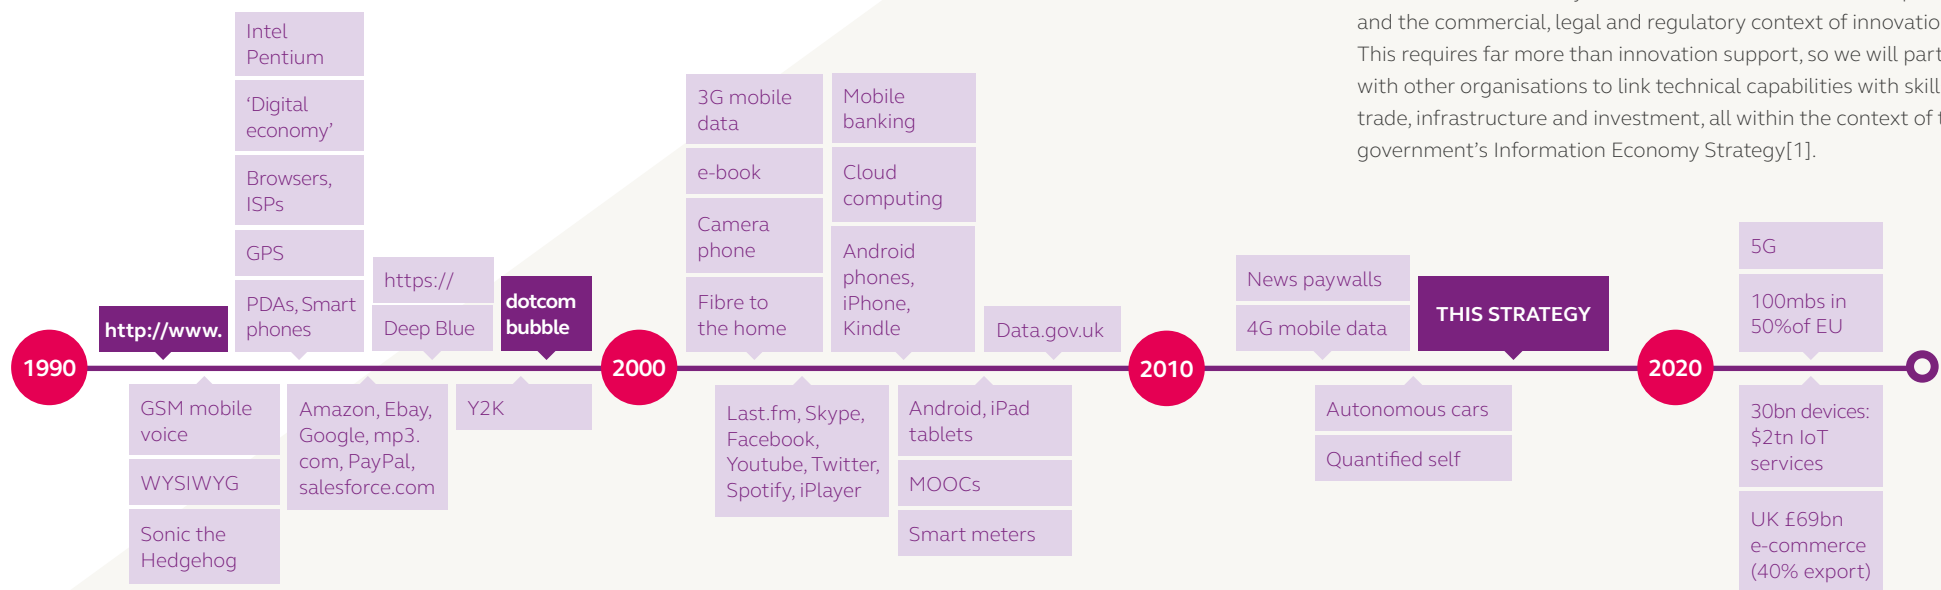 and the commercial, legal and regulatory context of innovatio
This requires far more than innovation support, so we will part
with other organisations to link technical capabilities with skill
trade, infrastructure and investment, all within the context of t
government's Information Economy Strategy[1].
Intel
Pentium
'Digital
economy'
Browsers,
ISPs
GPS
PDAs, Smart
phones
http://www.
https://
Deep Blue
dotcom
bubble
3G mobile
data
e-book
Camera
phone
Fibre to
the home
Mobile
banking
Cloud
computing
Android
phones,
iPhone,
Kindle
Data.gov.uk
News paywalls
4G mobile data
THIS STRATEGY
5G
100mbs in
50%of EU
1990
2000
2010
2020
GSM mobile
voice
WYSIWYG
Sonic the
Hedgehog
Amazon, Ebay,
Google, mp3.
com, PayPal,
salesforce.com
Y2K
Last.fm, Skype,
Facebook,
Youtube, Twitter,
Spotify, iPlayer
Android, iPad
tablets
MOOCs
Smart meters
Autonomous cars
Quantified self
30bn devices:
$2tn IoT
services
UK £69bn
e-commerce
(40% export)